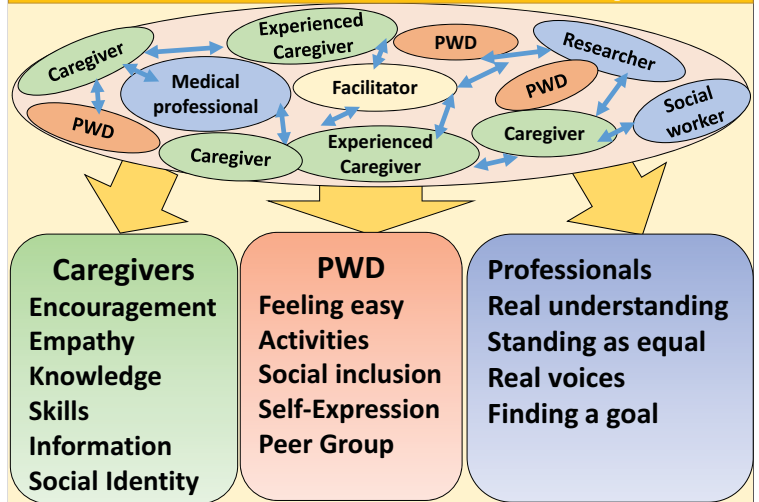 Caregiver
Experienced
Caregiver
PWD
Researcher
Medical
professional
Facilitator
PWD
Social
worker
PWD
Caregiver
Experienced
Caregiver
Caregiver
Caregivers
Encouragement
Empathy
Knowledge
Skills
Information
Social Identity
PWD
Feeling easy
Activities
Social inclusion
Self-Expression
Peer Group
Professionals
Real understanding
Standing as equal
Real voices
Finding a goal